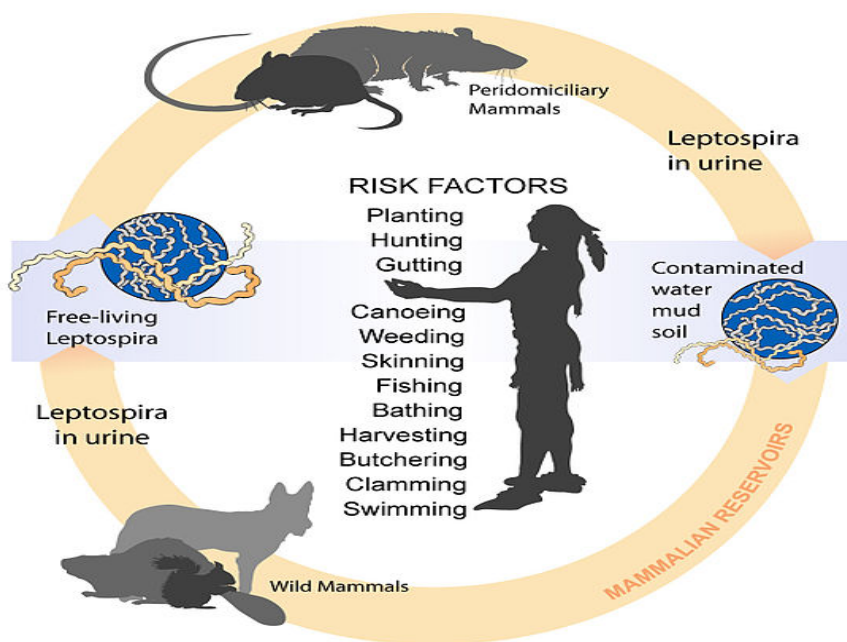 Peridomiciliary
Mammals
Leptospira
in urine
RISK FACTORS
Planting
Hunting
Gutting
Canoeing
Weeding
Skinning
Fishing
Bathing
Harvesting
Butchering
Clamming
Swimming
Free-living
Leptospira
Contaminated
water
mud
soil
Leptospira
in urine
Wild Mammals
MAMMALIAN RESERVOIRS